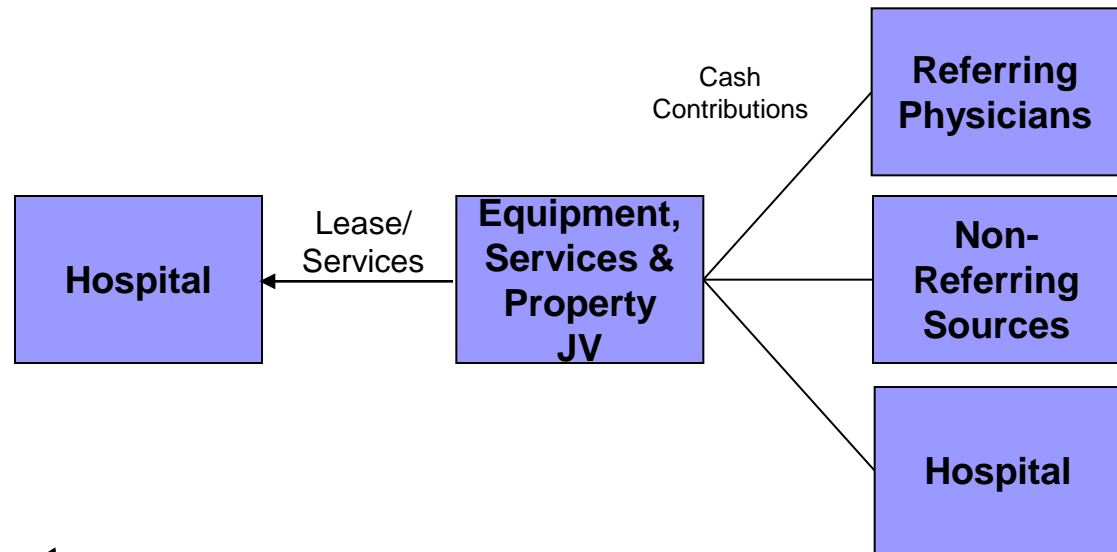 Cash
Contributions
Referring
Physicians
Hospital
Lease/
Services
Equipment,
Services &
Property
JV
Non-
Referring
Sources
Hospital